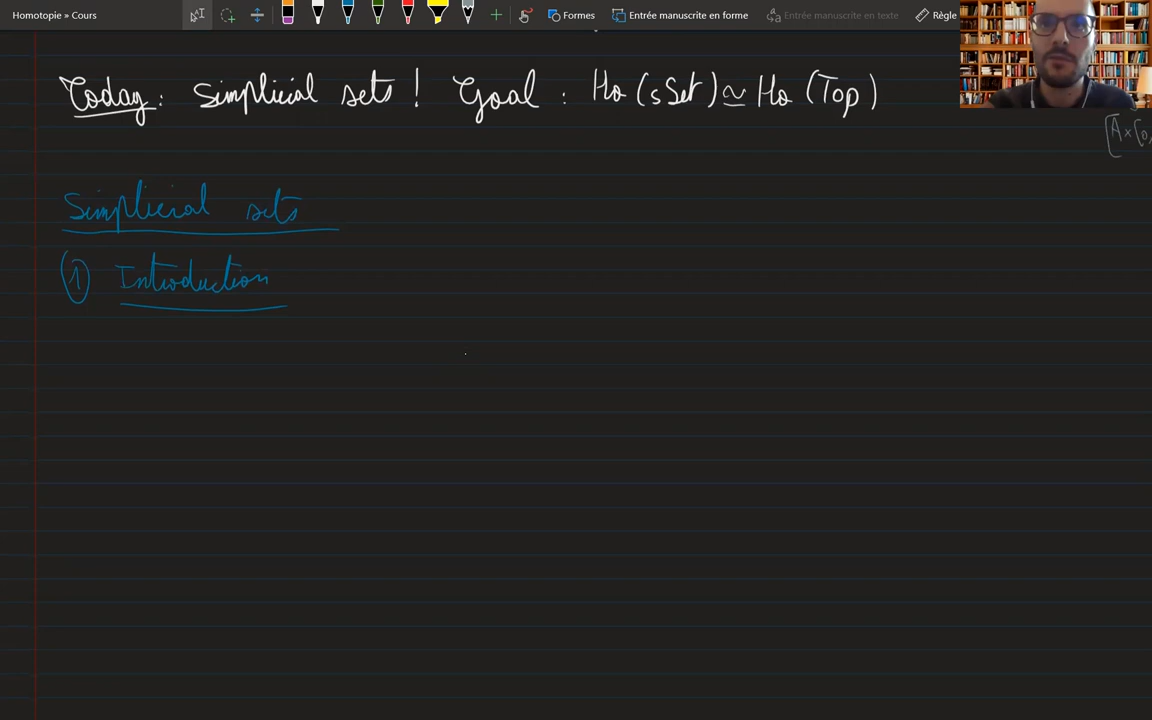 Homotopie » Cours
Formes
Entrée manuscrite en forme
Entrée manuscrite en texte
Règle
Today: Simplicial sets! Goal: Ho(sSet) ≃ Ho(Top)
Simplicial sets
① Introduction